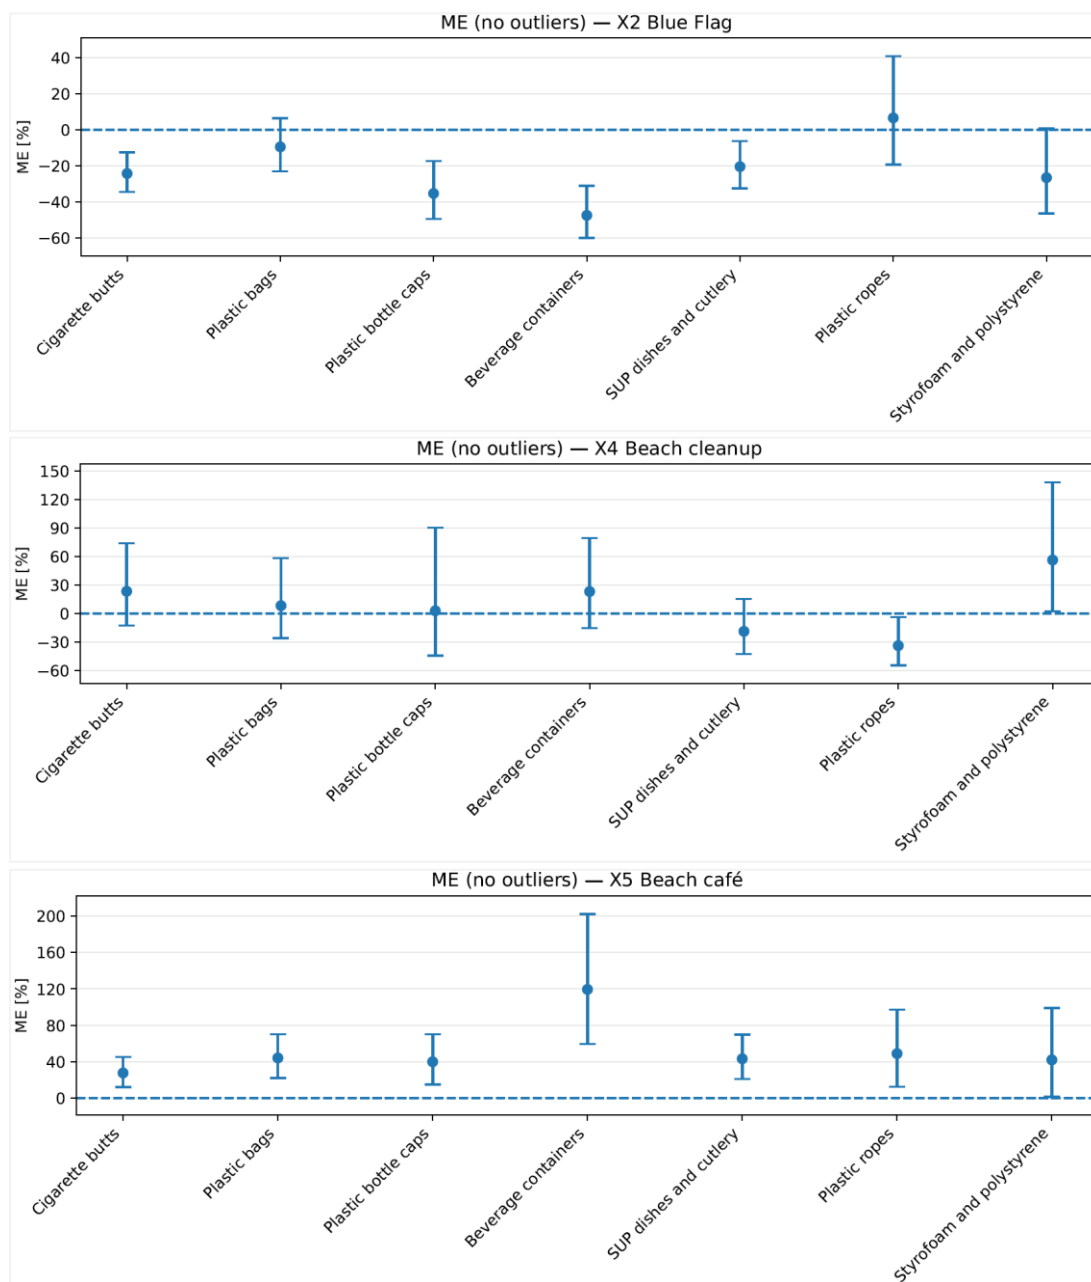 ME (no outliers) — X2 Blue Flag
ME [%]
40
20
0
−20
−40
−60
Cigarette butts
Plastic bags
Plastic bottle caps
Beverage containers
SUP dishes and cutlery
Plastic ropes
Styrofoam and polystyrene
ME (no outliers) — X4 Beach cleanup
ME [%]
150
120
90
60
30
0
−30
−60
Cigarette butts
Plastic bags
Plastic bottle caps
Beverage containers
SUP dishes and cutlery
Plastic ropes
Styrofoam and polystyrene
ME (no outliers) — X5 Beach café
ME [%]
200
160
120
80
40
0
Cigarette butts
Plastic bags
Plastic bottle caps
Beverage containers
SUP dishes and cutlery
Plastic ropes
Styrofoam and polystyrene